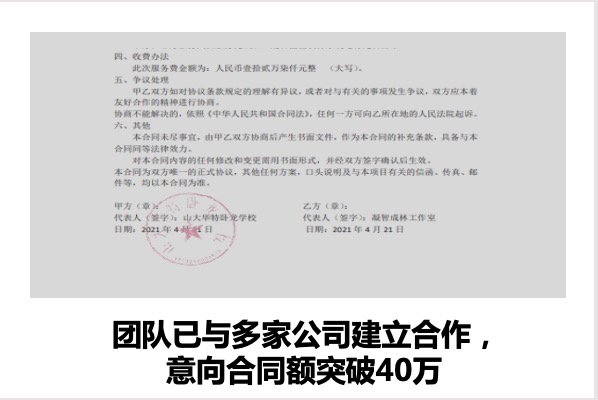 四、收费办法
此次服务费金额为：人民币壹拾贰万柒仟元整 （大写）。
五、争议处理
甲乙双方如对协议条款规定的理解有异议，或者对与有关的事项发生争议，双方应本着
友好合作的精神进行协商。
协商不能解决的，依照《中华人民共和国合同法》，任何一方可向乙所在地的人民法院起诉。
六、其他
本合同未尽事宜，由甲乙双方协商后产生书面文件，作为本合同的补充条款，具备与本
合同同等法律效力。
对本合同内容的任何修改和变更需用书面形式，并经双方签字确认后生效。
本合同为双方唯一的正式协议，其他任何方案，口头说明及与本项目有关的信函、传真、邮
件等，均以本合同为准。
甲方（章）： 乙方（章）：
代表人（签字）：山大华特卧龙学校 代表人（签字）：凝智成林工作室
日期：2021 年 4 月 21 日 日期：2021 年 4 月 21 日
团队已与多家公司建立合作，
意向合同额突破40万